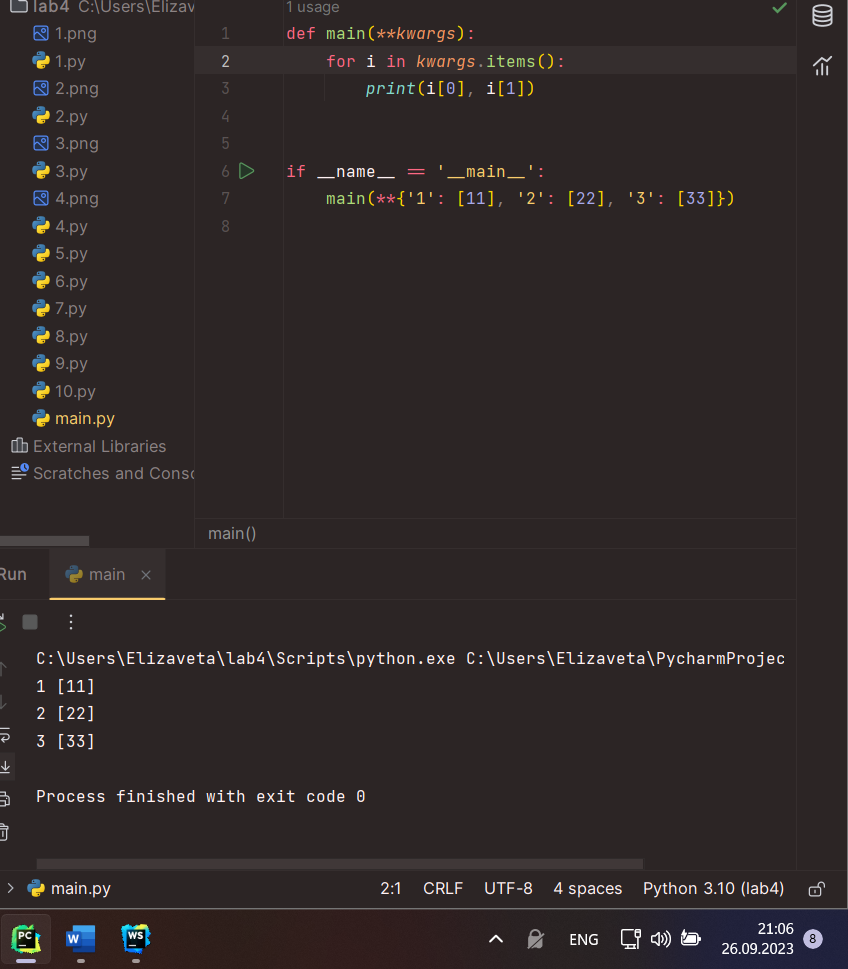 lab4 C:\Users\Elizav
1.png
1.py
2.png
2.py
3.png
3.py
4.png
4.py
5.py
6.py
7.py
8.py
9.py
10.py
main.py
External Libraries
Scratches and Conso
1 usage
1 def main(**kwargs):
2 for i in kwargs.items():
3 print(i[0], i[1])
4
5
6 if __name__ == '__main__':
7 main(**{'1': [11], '2': [22], '3': [33]})
8
main()
Run main
C:\Users\Elizaveta\lab4\Scripts\python.exe C:\Users\Elizaveta\PycharmProjec
1 [11]
2 [22]
3 [33]
Process finished with exit code 0
main.py 2:1 CRLF UTF-8 4 spaces Python 3.10 (lab4)
PC W WS ENG 21:06
26.09.2023 8